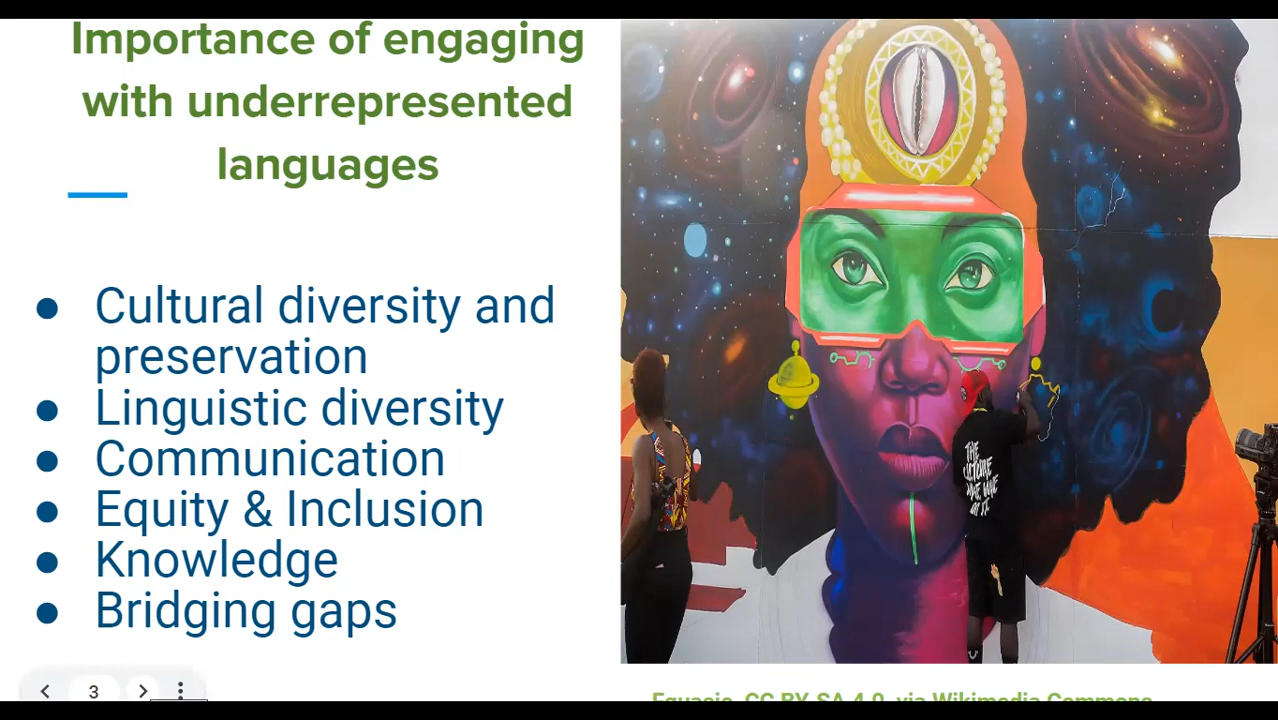 Importance of engaging
with underrepresented
languages
● Cultural diversity and
preservation
● Linguistic diversity
● Communication
● Equity & Inclusion
● Knowledge
● Bridging gaps
THE
3
CC BY-SA 4.0, via Wikimedia Commons